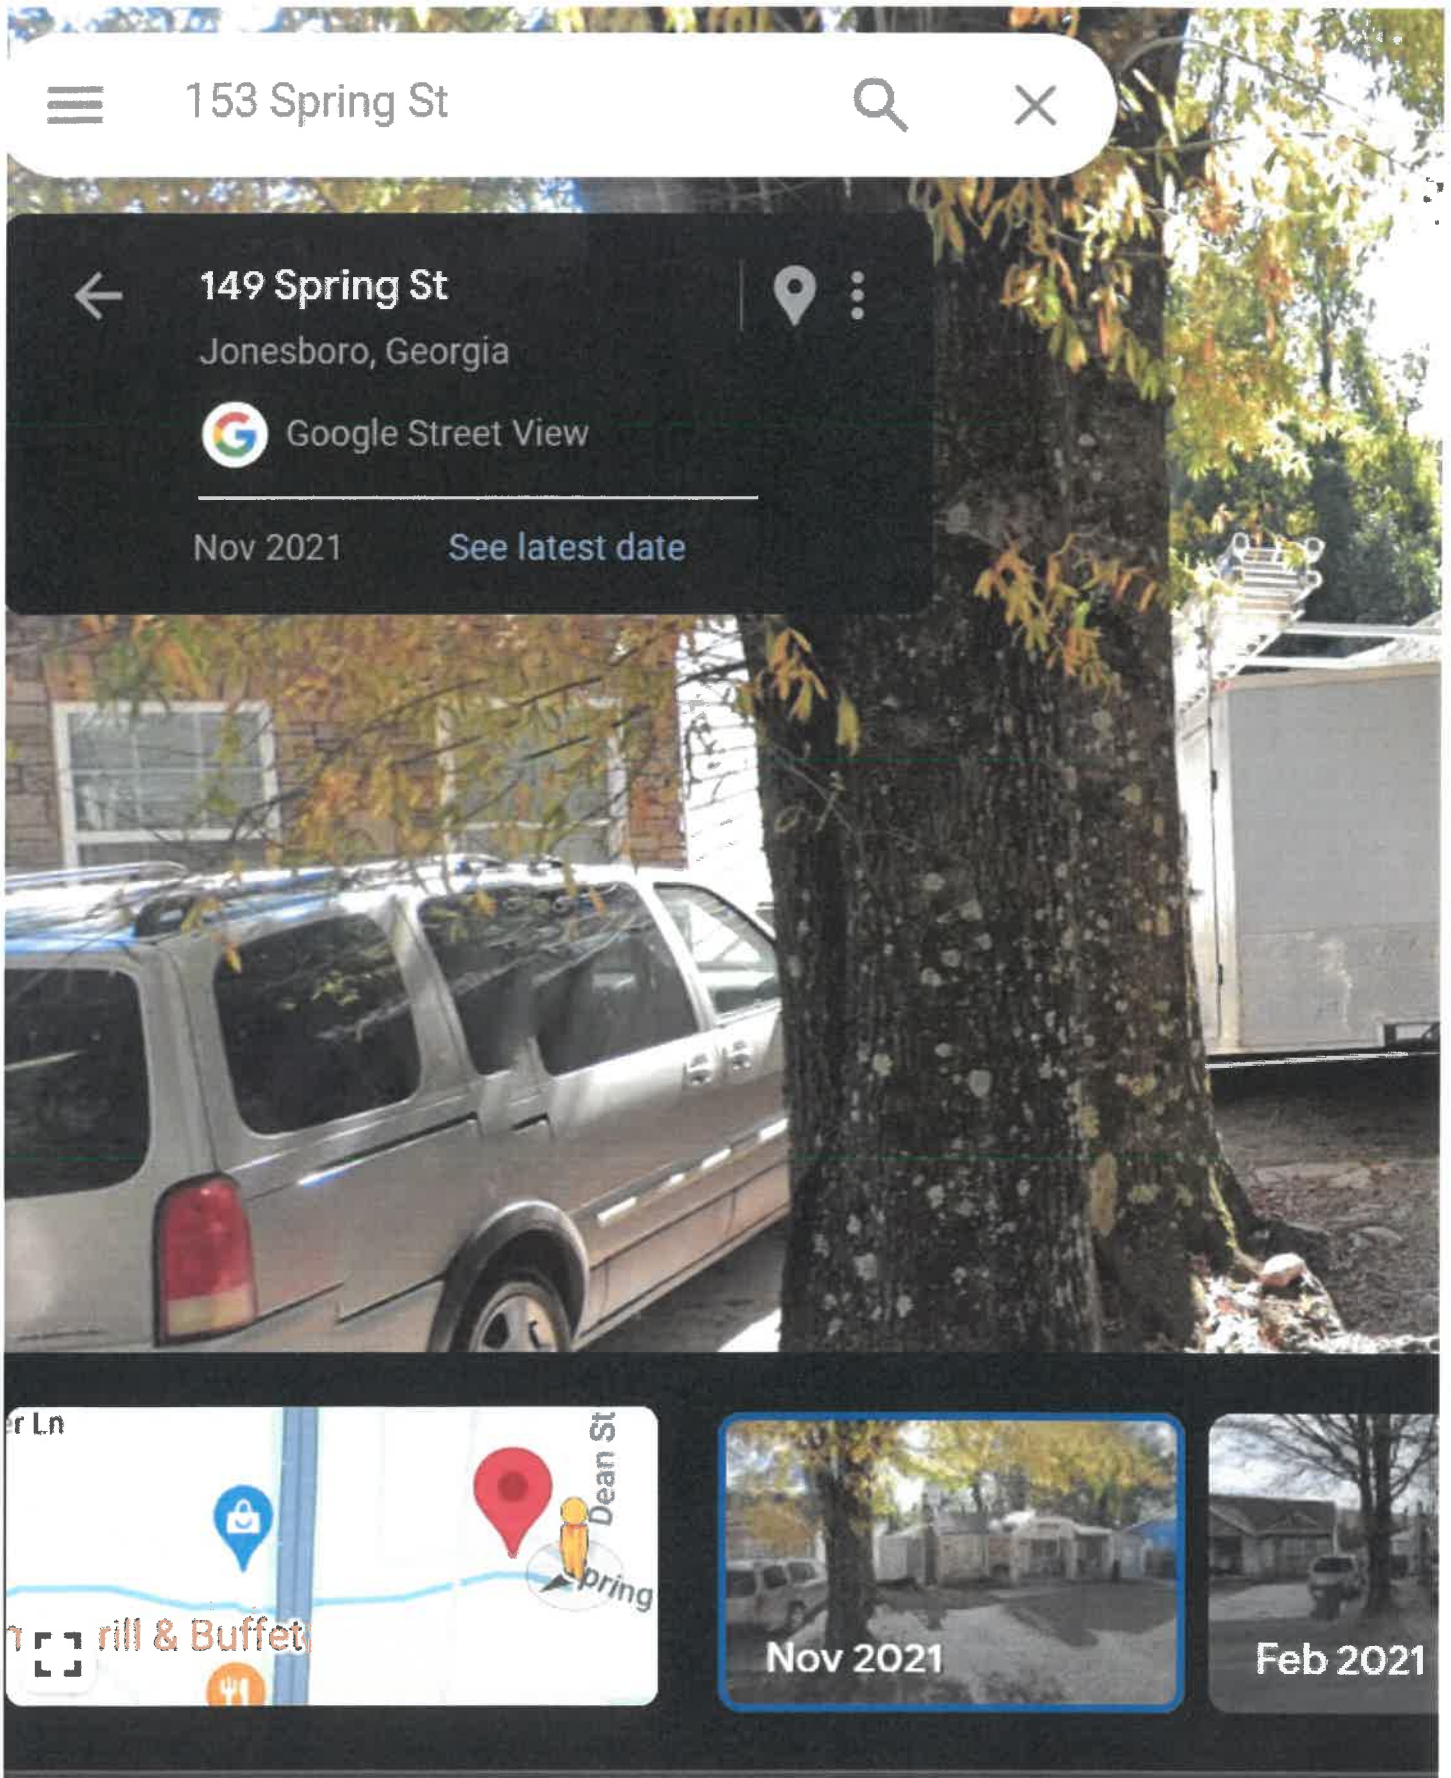 153 Spring St
149 Spring St
Jonesboro, Georgia
Google Street View
Nov 2021 See latest date
er Ln
Dean St
pring
rill & Buffet
Nov 2021
Feb 2021